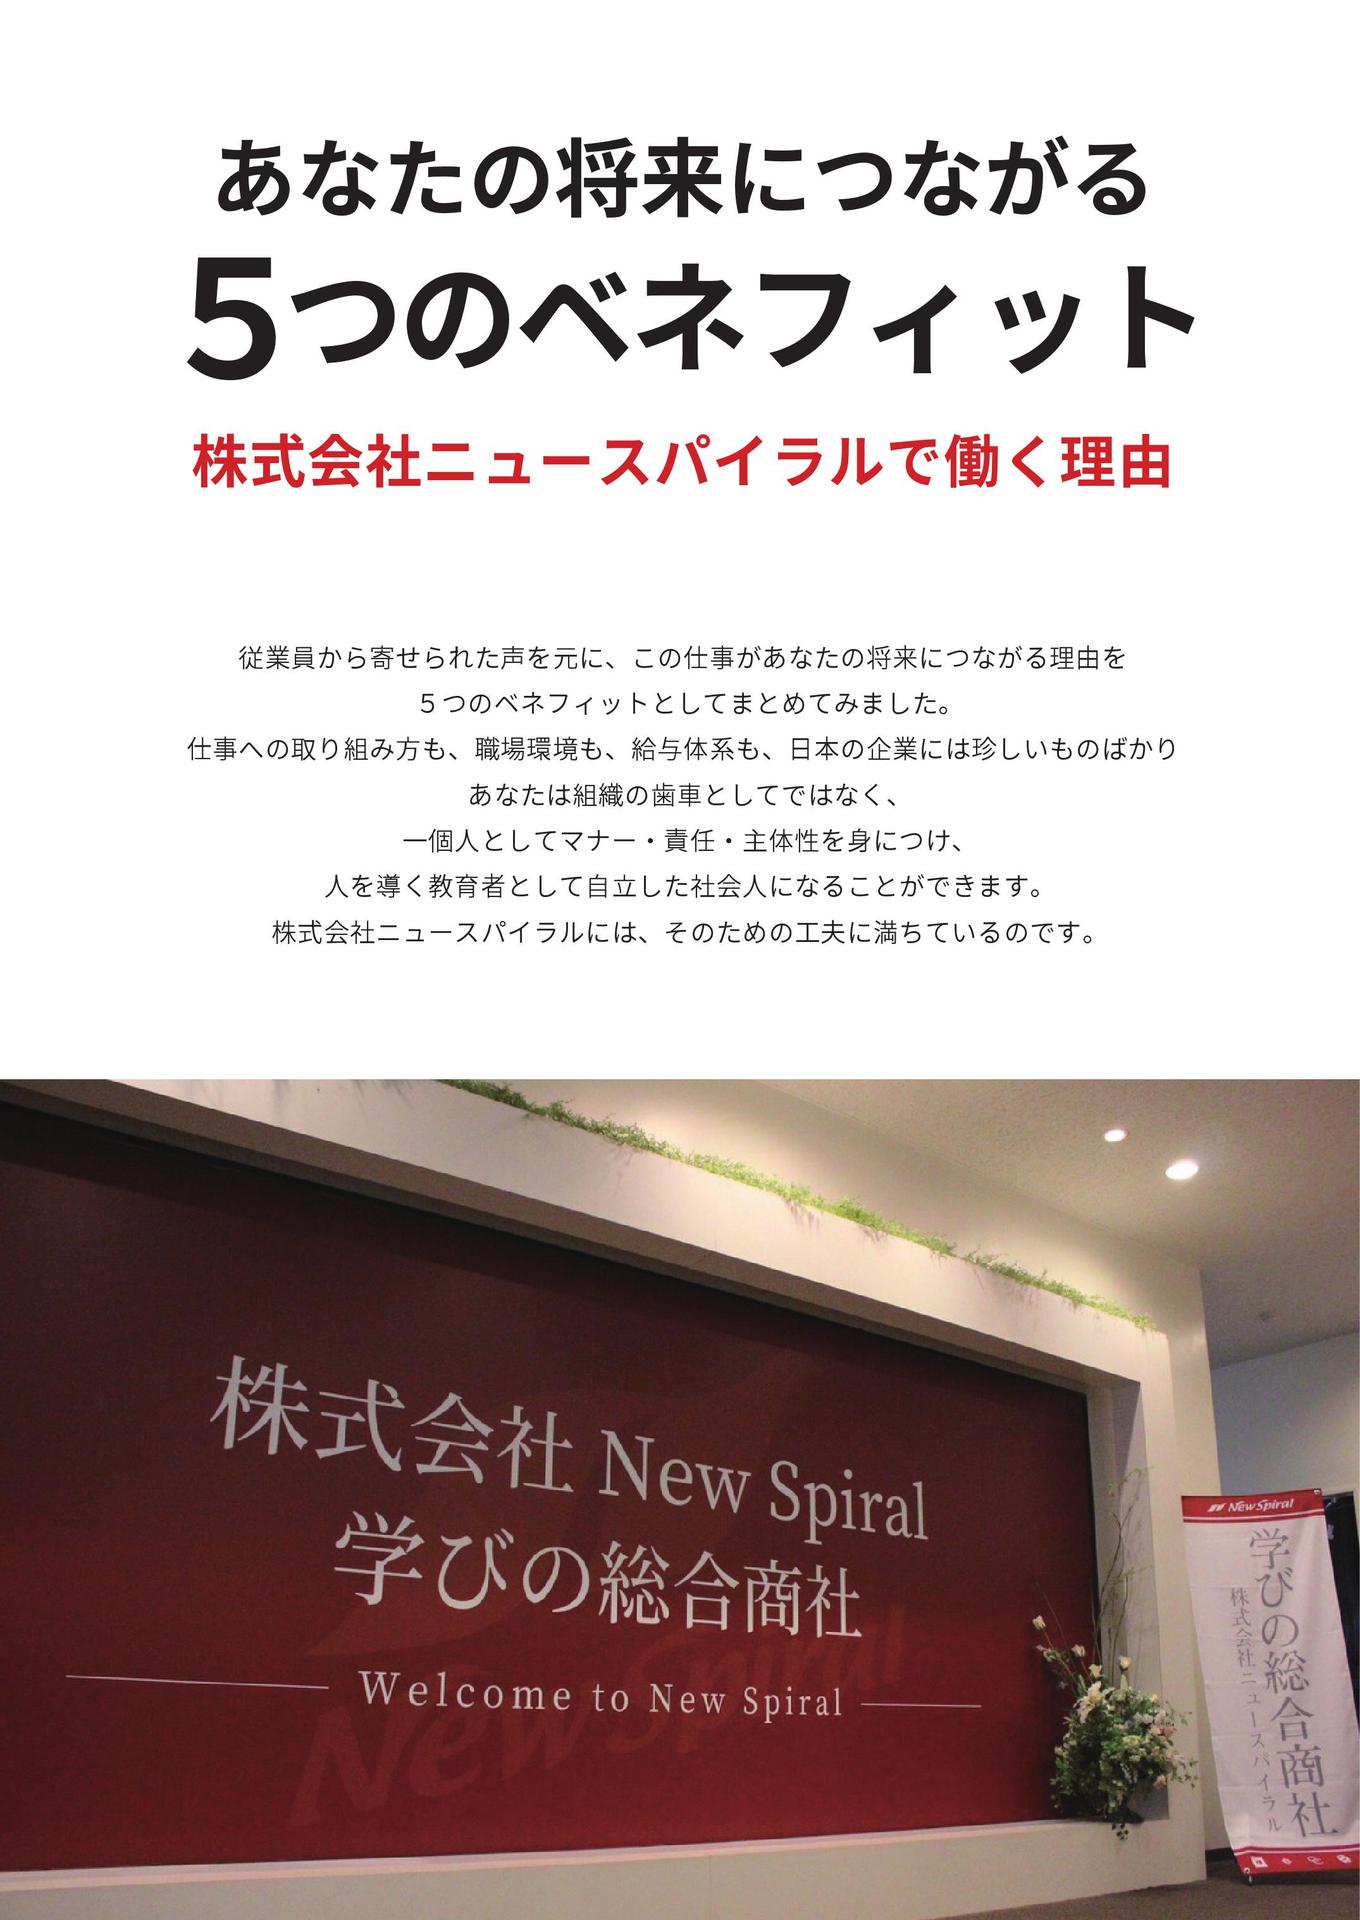 あなたの将来につながる
5つのベネフィット
株式会社ニュースパイラルで働く理由
従業員から寄せられた声を元に、この仕事があなたの将来につながる理由を
５つのベネフィットとしてまとめてみました。
仕事への取り組み方も、職場環境も、給与体系も、日本の企業には珍しいものばかり
あなたは組織の歯車としてではなく、
一個人としてマナー・責任・主体性を身につけ、
人を導く教育者として自立した社会人になることができます。
株式会社ニュースパイラルには、そのための工夫に満ちているのです。
株式会社 New Spiral
学びの総合商社
Welcome to New Spiral
NewSpiral
NewSpiral
学びの総合商社
株式会社ニュースパイラル